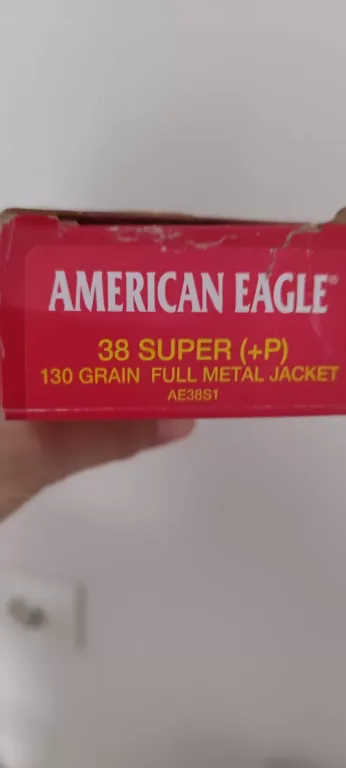 AMERICAN EAGLE®
38 SUPER (+P)
130 GRAIN FULL METAL JACKET
AE38S1